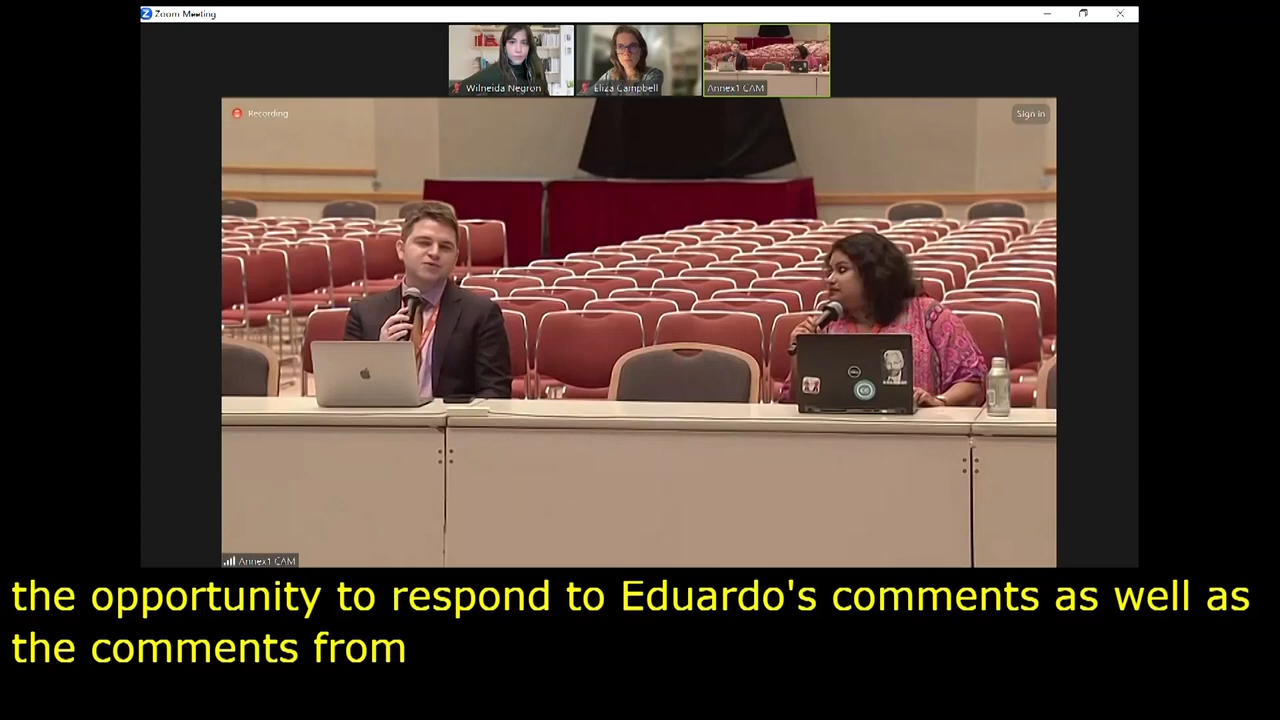 Zoom Meeting
Wilneida Negron
Eliza Campbell
Annex1 CAM
Recording
Sign in
DELL
Annex1 CAM
the opportunity to respond to Eduardo's comments as well as
the comments from